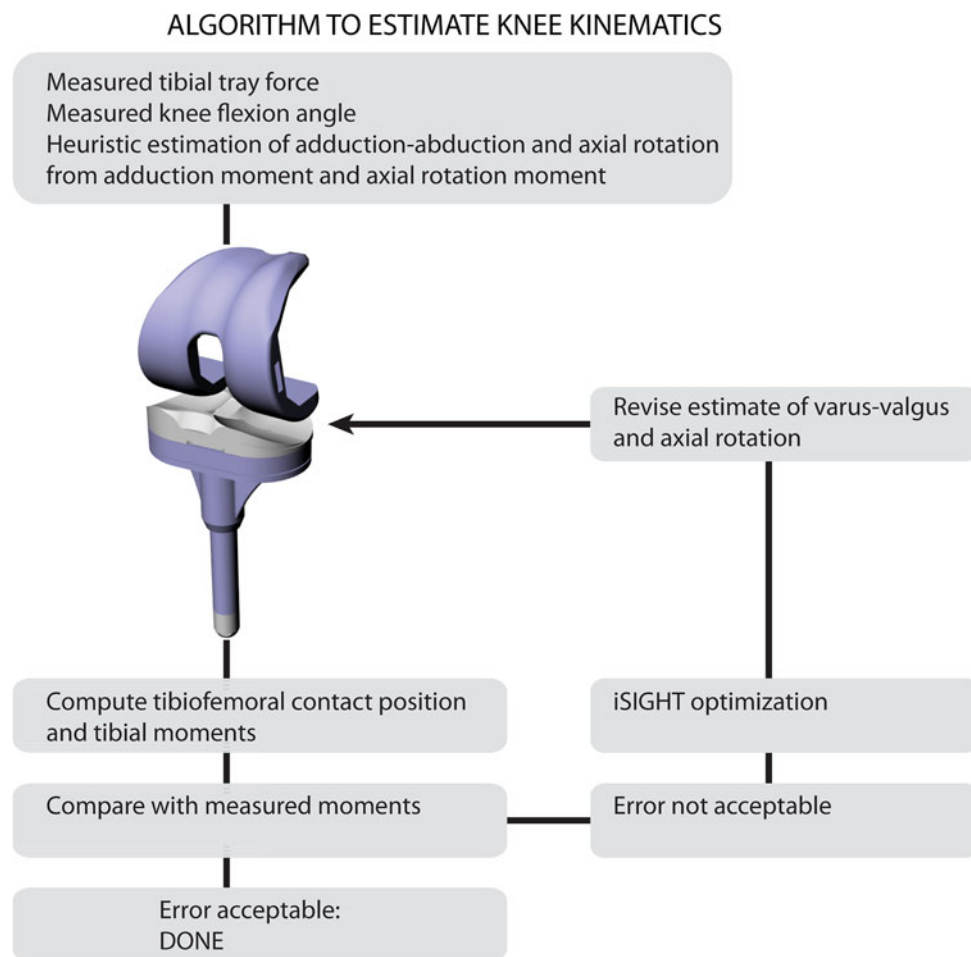 ALGORITHM TO ESTIMATE KNEE KINEMATICS
Measured tibial tray force
Measured knee flexion angle
Heuristic estimation of adduction-abduction and axial rotation
from adduction moment and axial rotation moment
Revise estimate of varus-valgus
and axial rotation
Compute tibiofemoral contact position
and tibial moments
iSIGHT optimization
Compare with measured moments
Error not acceptable
Error acceptable:
DONE